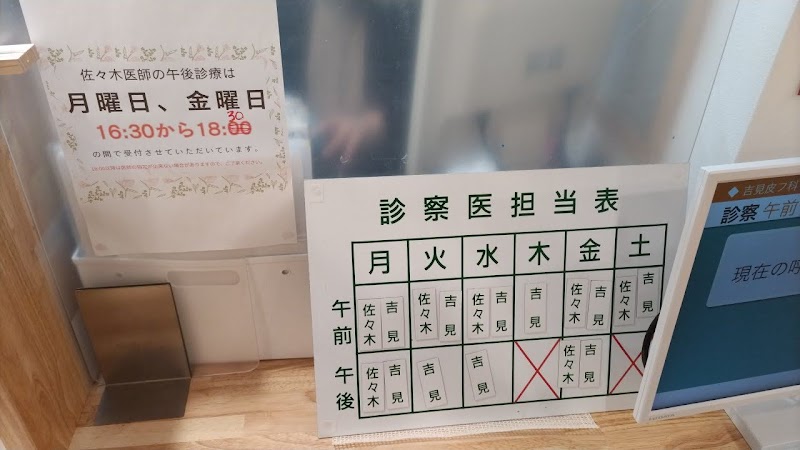 佐々木医師の午後診療は
月曜日、金曜日
16:30から18:30
の間で受付させていただいています。
診察医担当表
月 火 水 木 金 土
午前 佐々木 吉見 佐々木 吉見 佐々木 吉見 吉見 佐々木 吉見 佐々木 吉見
午後 佐々木 吉見 吉見 吉見 佐々木 吉見
◆吉見皮フ科
診察 午前
現在の呼